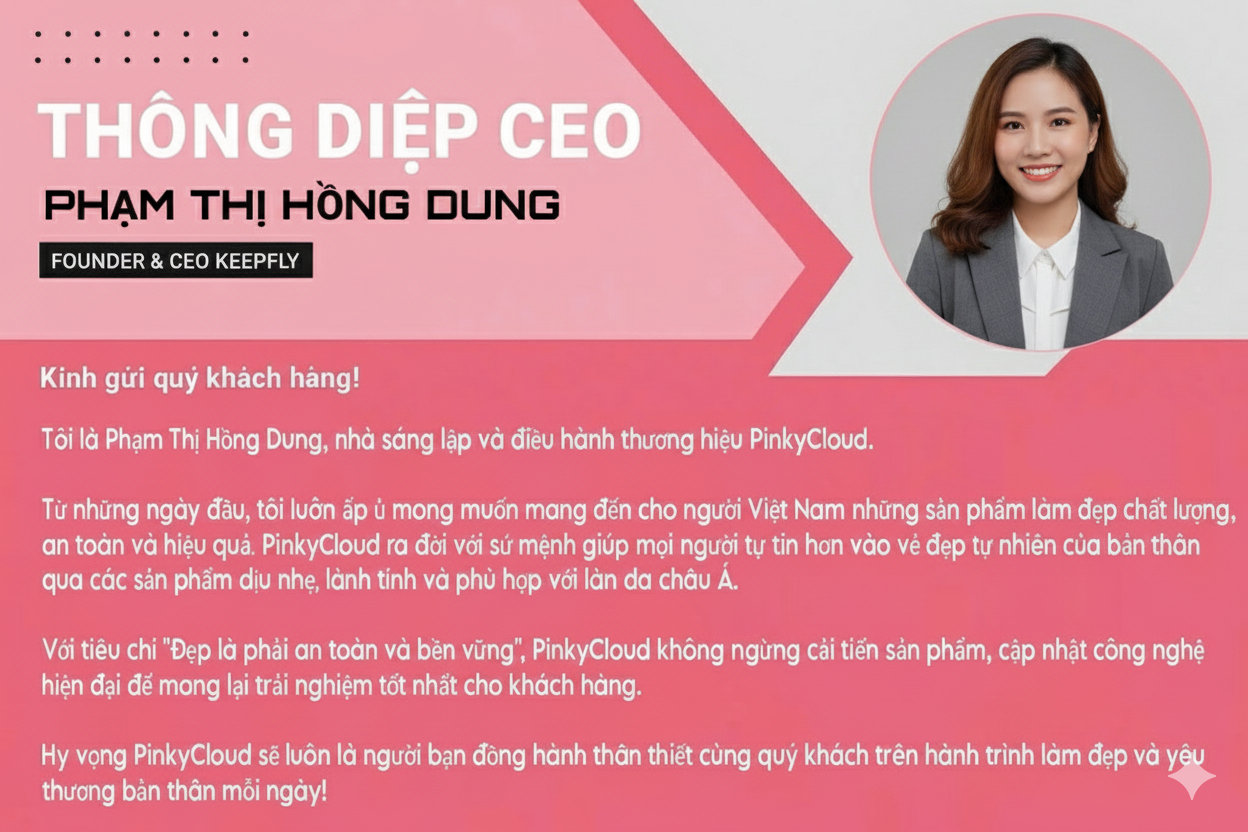 THÔNG DIỆP CEO
PHẠM THỊ HỒNG DUNG
FOUNDER & CEO KEEPFLY
Kính gửi quý khách hàng!
Tôi là Phạm Thị Hồng Dung, nhà sáng lập và điều hành thương hiệu PinkyCloud.
Từ những ngày đầu, tôi luôn ấp ủ mong muốn mang đến cho người Việt Nam những sản phẩm làm đẹp chất lượng,
an toàn và hiệu quả. PinkyCloud ra đời với sứ mệnh giúp mọi người tự tin hơn vào vẻ đẹp tự nhiên của bản thân
qua các sản phẩm dịu nhẹ, lành tính và phù hợp với làn da châu Á.
Với tiêu chi "Đẹp là phải an toàn và bền vững", PinkyCloud không ngừng cải tiến sản phẩm, cập nhật công nghệ
hiện đại để mang lại trải nghiệm tốt nhất cho khách hàng.
Hy vọng PinkyCloud sẽ luôn là người bạn đồng hành thân thiết cùng quý khách trên hành trình làm đẹp và yêu
thương bản thân mỗi ngày!